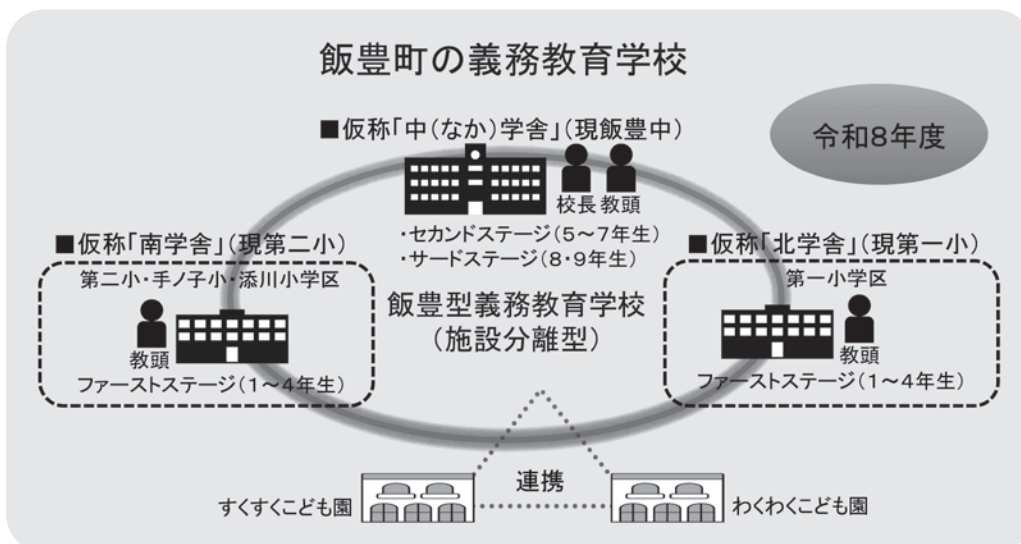 飯豊町の義務教育学校
令和8年度
■仮称「中(なか)学舎」(現飯豊中)
校長 教頭
・セカンドステージ(5~7年生)
・サードステージ(8・9年生)
■仮称「南学舎」(現第二小)
第二小・手ノ子小・添川小学区
教頭
ファーストステージ(1~4年生)
飯豊型義務教育学校
(施設分離型)
■仮称「北学舎」(現第一小)
第一小学区
教頭
ファーストステージ(1~4年生)
連携
すくすくこども園
わくわくこども園